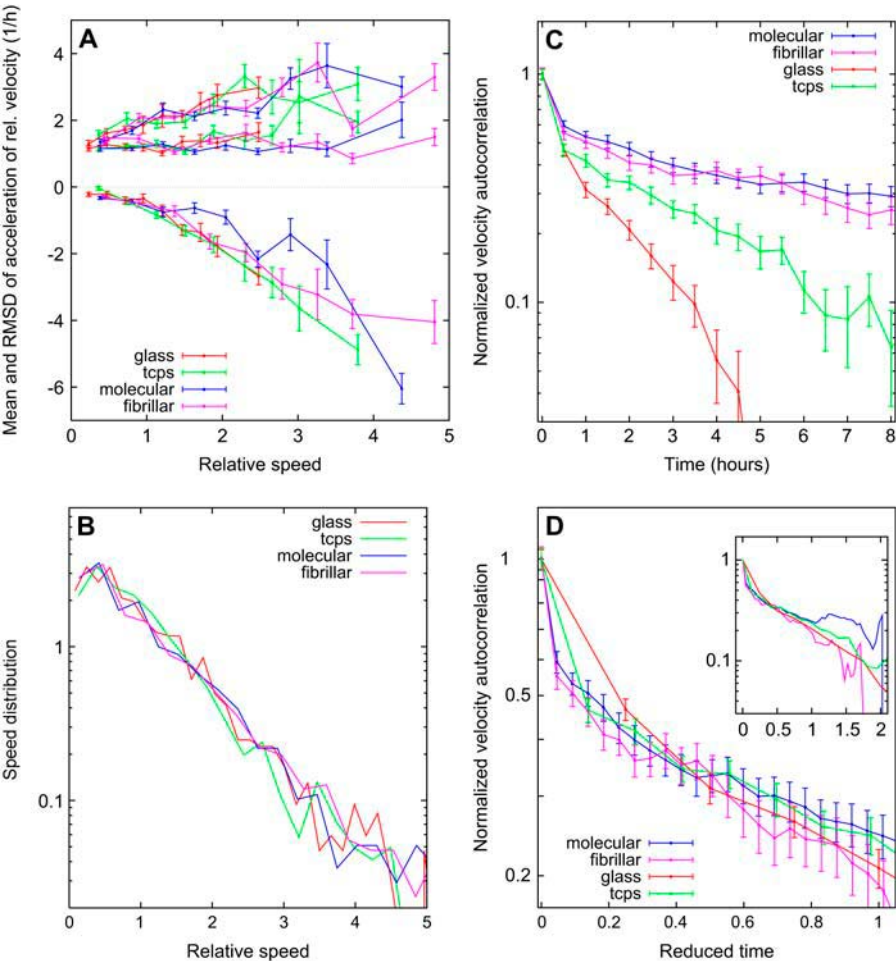 Mean and RMSD of acceleration of rel. velocity (1/h)
A
4
2
0
-2
-4
-6
glass
tcps
molecular
fibrillar
0 1 2 3 4 5
Relative speed
C
Normalized velocity autocorrelation
molecular
fibrillar
glass
tcps
1
0.1
0 1 2 3 4 5 6 7 8
Time (hours)
B
Speed distribution
glass
tcps
molecular
fibrillar
1
0.1
0 1 2 3 4 5
Relative speed
D
Normalized velocity autocorrelation
1
0.5
0.2
1
0.1
0 0.5 1 1.5 2
molecular
fibrillar
glass
tcps
0 0.2 0.4 0.6 0.8 1
Reduced time